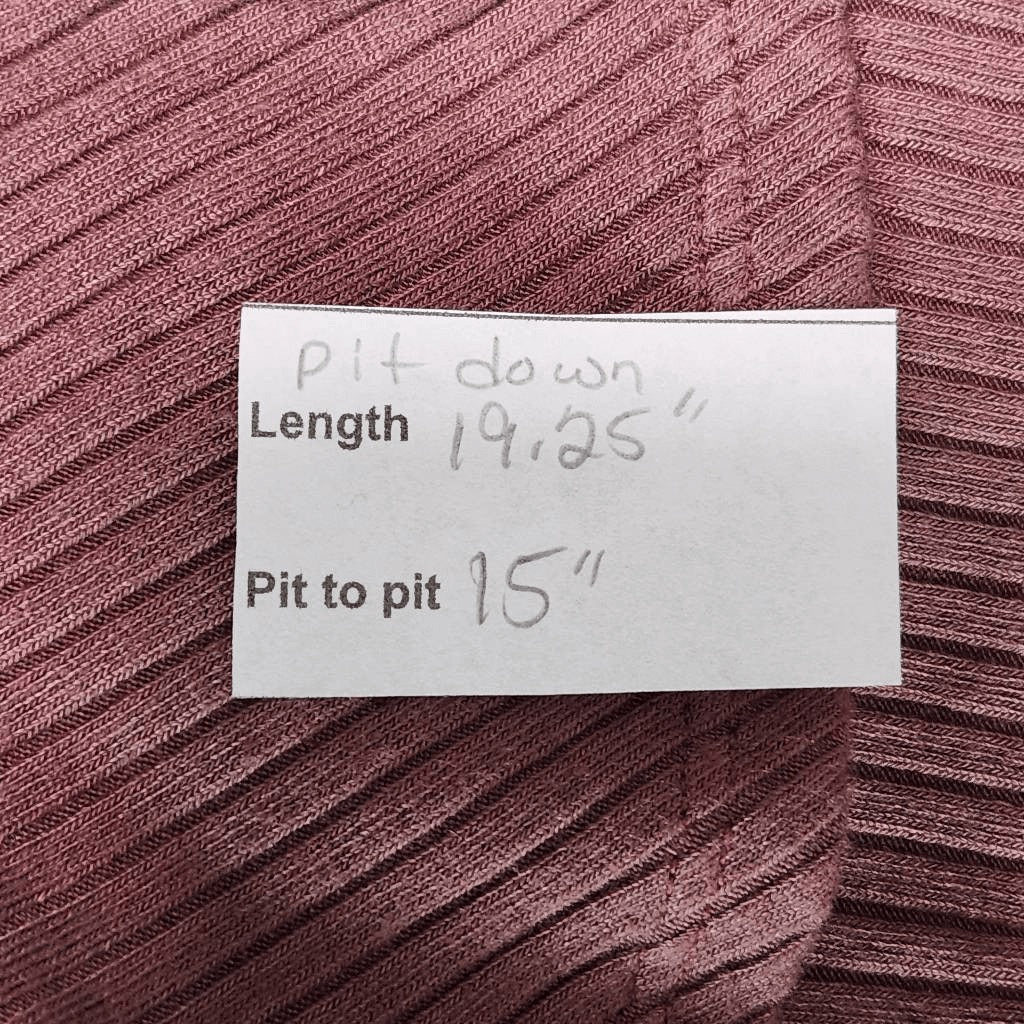 pit down
Length 19.25"
Pit to pit 15"